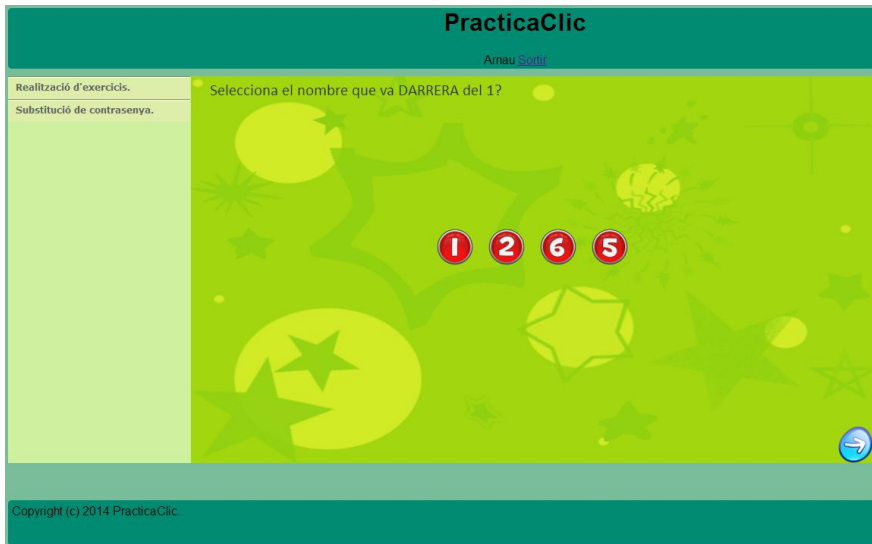 PracticaClic
Arnau Sortir
Realització d'exercicis.
Substitució de contrasenya.
Selecciona el nombre que va DARRERA del 1?
1 2 6 5
Copyright (c) 2014 PracticaClic.